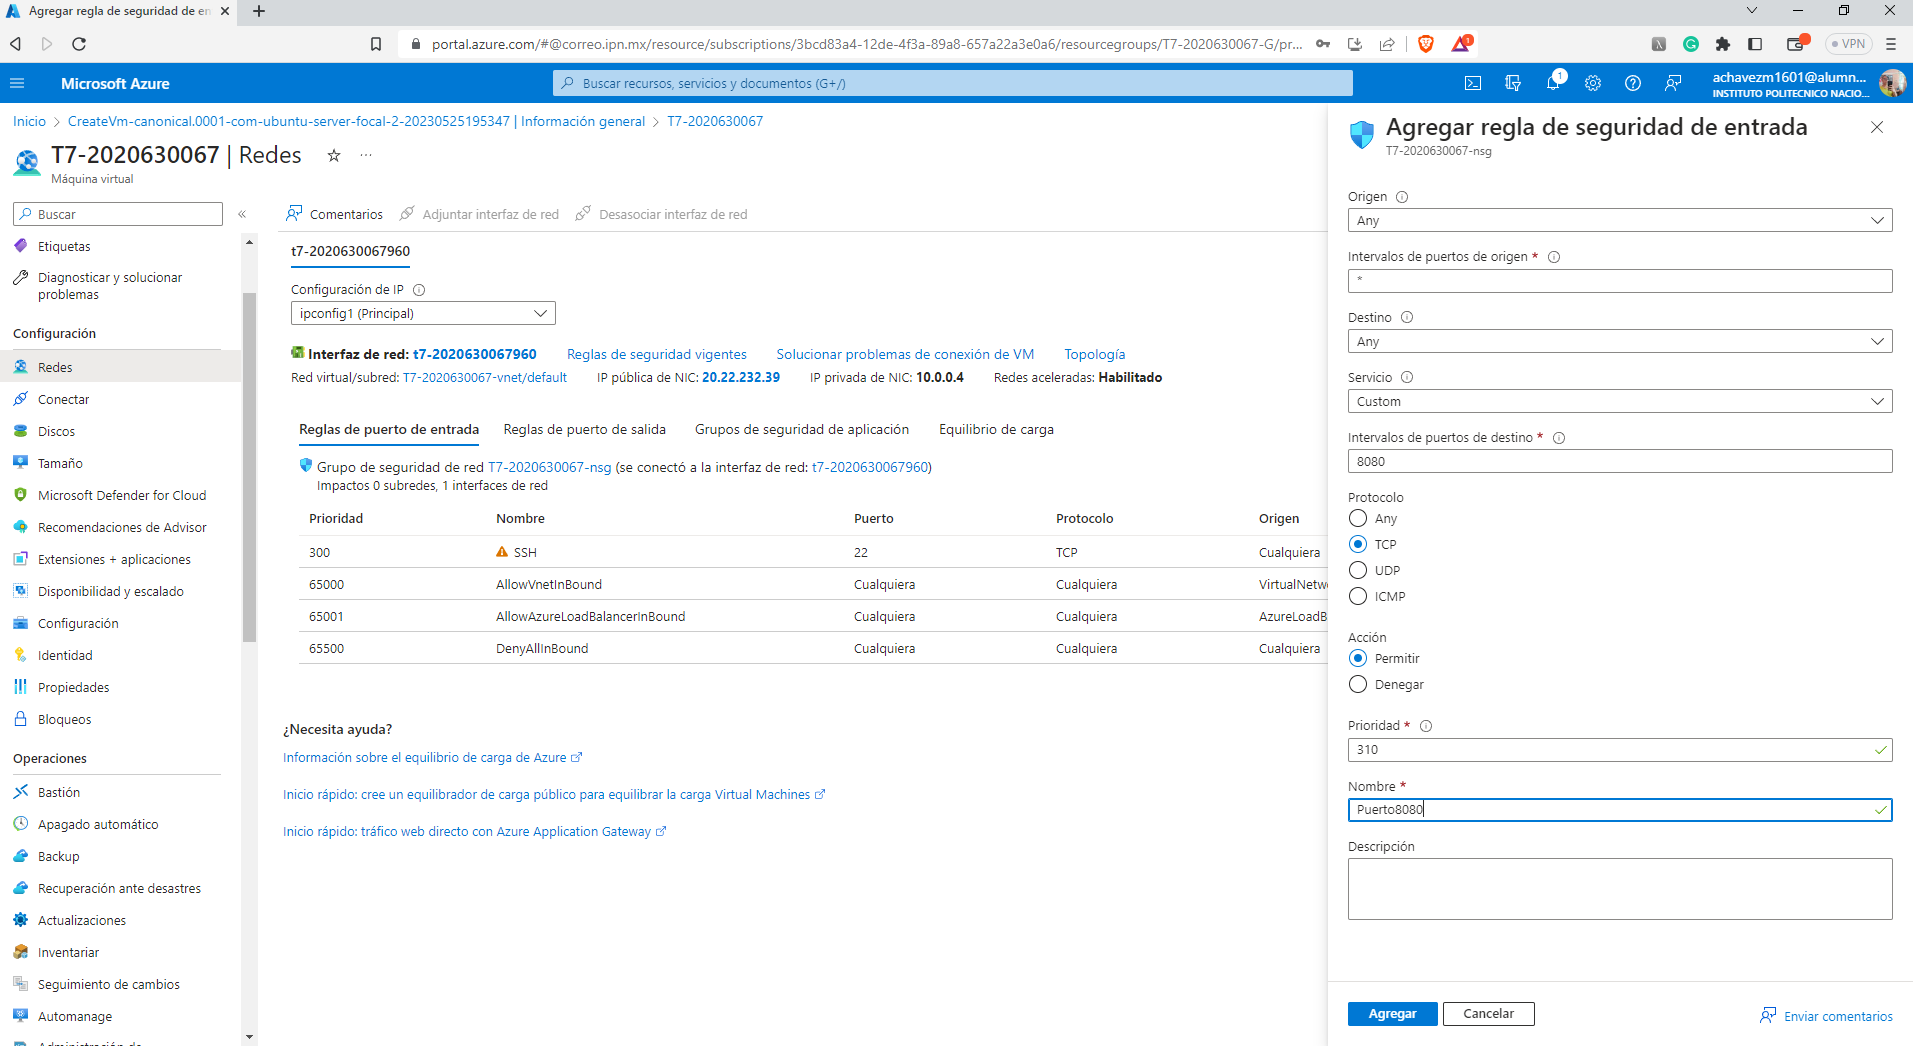 Agregar regla de seguridad de en
portal.azure.com/#@correo.ipn.mx/resource/subscriptions/3bcd83a4-12de-4f3a-89a8-657a22a3e0a6/resourcegroups/T7-2020630067-G/pr...
1
VPN
Microsoft Azure
Buscar recursos, servicios y documentos (G+/)
1
achavezm1601@alumn...
INSTITUTO POLITECNICO NACIO...
Inicio > CreateVm-canonical.0001-com-ubuntu-server-focal-2-20230525195347 | Información general > T7-2020630067
T7-2020630067 | Redes
Máquina virtual
Buscar
Etiquetas
Diagnosticar y solucionar
problemas
Configuración
Redes
Conectar
Discos
Tamaño
Microsoft Defender for Cloud
Recomendaciones de Advisor
Extensiones + aplicaciones
Disponibilidad y escalado
Configuración
Identidad
Propiedades
Bloqueos
Operaciones
Bastión
Apagado automático
Backup
Recuperación ante desastres
Actualizaciones
Inventariar
Seguimiento de cambios
Automanage
Comentarios Adjuntar interfaz de red Desasociar interfaz de red
t7-2020630067960
Configuración de IP
ipconfig1 (Principal)
Interfaz de red: t7-2020630067960 Reglas de seguridad vigentes Solucionar problemas de conexión de VM Topología
Red virtual/subred: T7-2020630067-vnet/default IP pública de NIC: 20.22.232.39 IP privada de NIC: 10.0.0.4 Redes aceleradas: Habilitado
Reglas de puerto de entrada Reglas de puerto de salida Grupos de seguridad de aplicación Equilibrio de carga
Grupo de seguridad de red T7-2020630067-nsg (se conectó a la interfaz de red: t7-2020630067960)
Impactos 0 subredes, 1 interfaces de red
Prioridad Nombre Puerto Protocolo Origen
300 SSH 22 TCP Cualquiera
65000 AllowVnetInBound Cualquiera Cualquiera VirtualNetw
65001 AllowAzureLoadBalancerInBound Cualquiera Cualquiera AzureLoadB
65500 DenyAllInBound Cualquiera Cualquiera Cualquiera
¿Necesita ayuda?
Información sobre el equilibrio de carga de Azure
Inicio rápido: cree un equilibrador de carga público para equilibrar la carga Virtual Machines
Inicio rápido: tráfico web directo con Azure Application Gateway
Agregar regla de seguridad de entrada
T7-2020630067-nsg
Origen
Any
Intervalos de puertos de origen *
*
Destino
Any
Servicio
Custom
Intervalos de puertos de destino *
8080
Protocolo
Any
TCP
UDP
ICMP
Acción
Permitir
Denegar
Prioridad *
310
Nombre *
Puerto8080
Descripción
Agregar Cancelar
Enviar comentarios